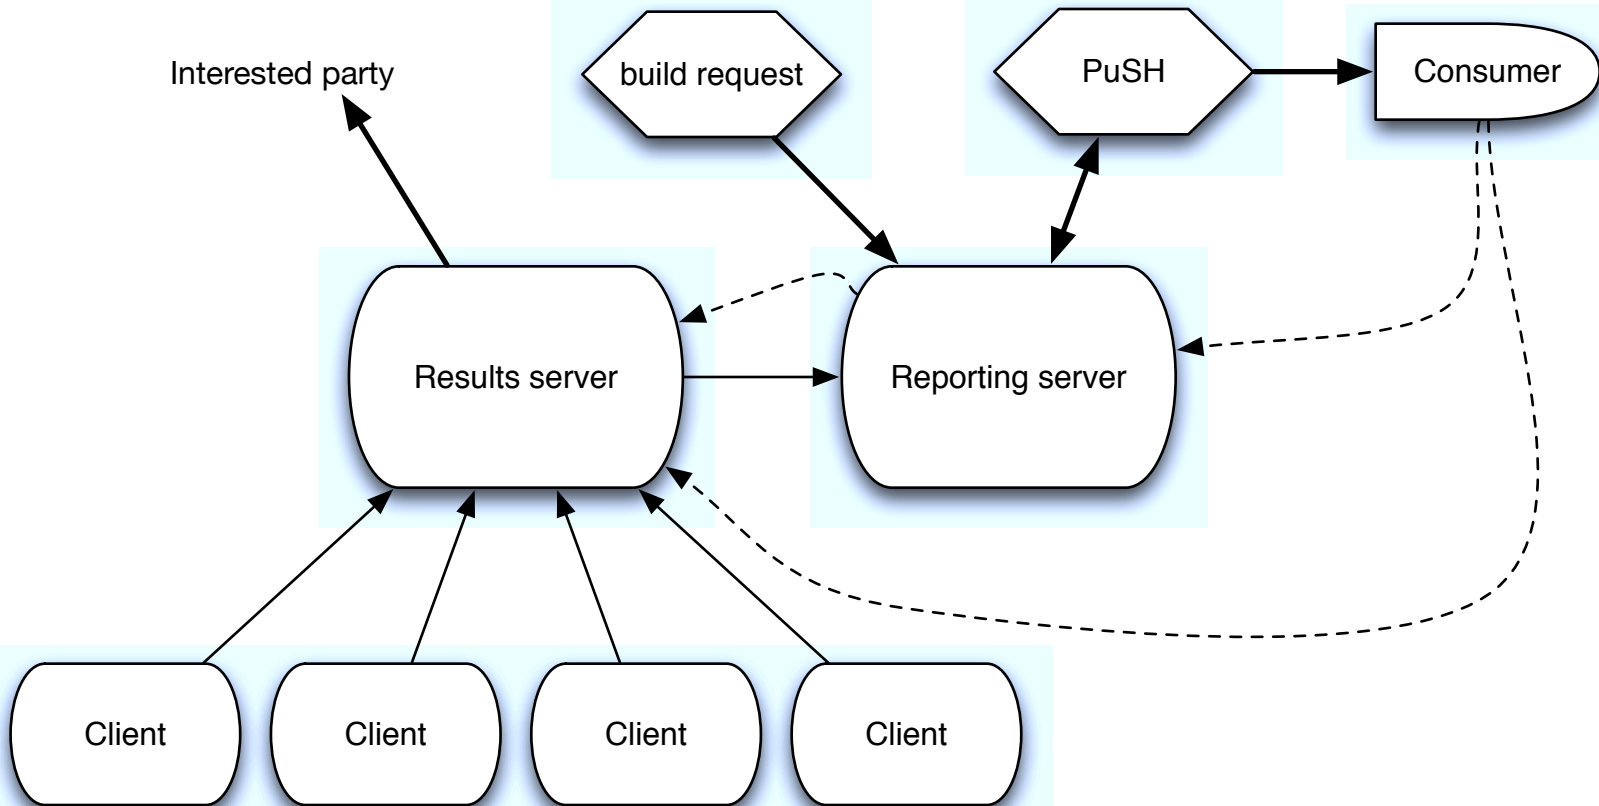 Interested party
build request
PuSH
Consumer
Results server
Reporting server
Client
Client
Client
Client